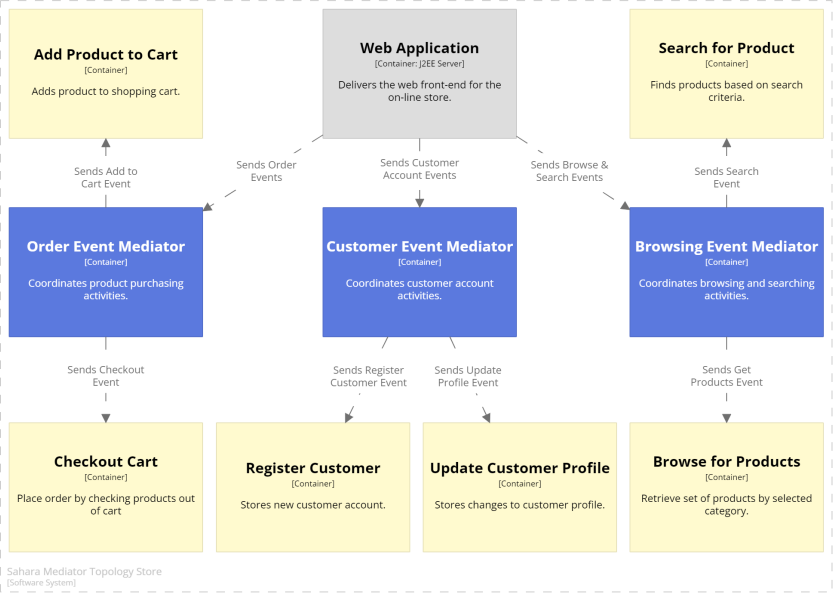 Add Product to Cart
[Container]
Adds product to shopping cart.
Web Application
[Container: J2EE Server]
Delivers the web front-end for the
on-line store.
Search for Product
[Container]
Finds products based on search
criteria.
Sends Add to
Cart Event
Sends Order
Events
Sends Customer
Account Events
Sends Browse &
Search Events
Sends Search
Event
Order Event Mediator
[Container]
Coordinates product purchasing
activities.
Customer Event Mediator
[Container]
Coordinates customer account
activities.
Browsing Event Mediator
[Container]
Coordinates browsing and searching
activities.
Sends Checkout
Event
Sends Register
Customer Event
Sends Update
Profile Event
Sends Get
Products Event
Checkout Cart
[Container]
Place order by checking products out
of cart
Register Customer
[Container]
Stores new customer account.
Update Customer Profile
[Container]
Stores changes to customer profile.
Browse for Products
[Container]
Retrieve set of products by selected
category.
Sahara Mediator Topology Store
[Software System]